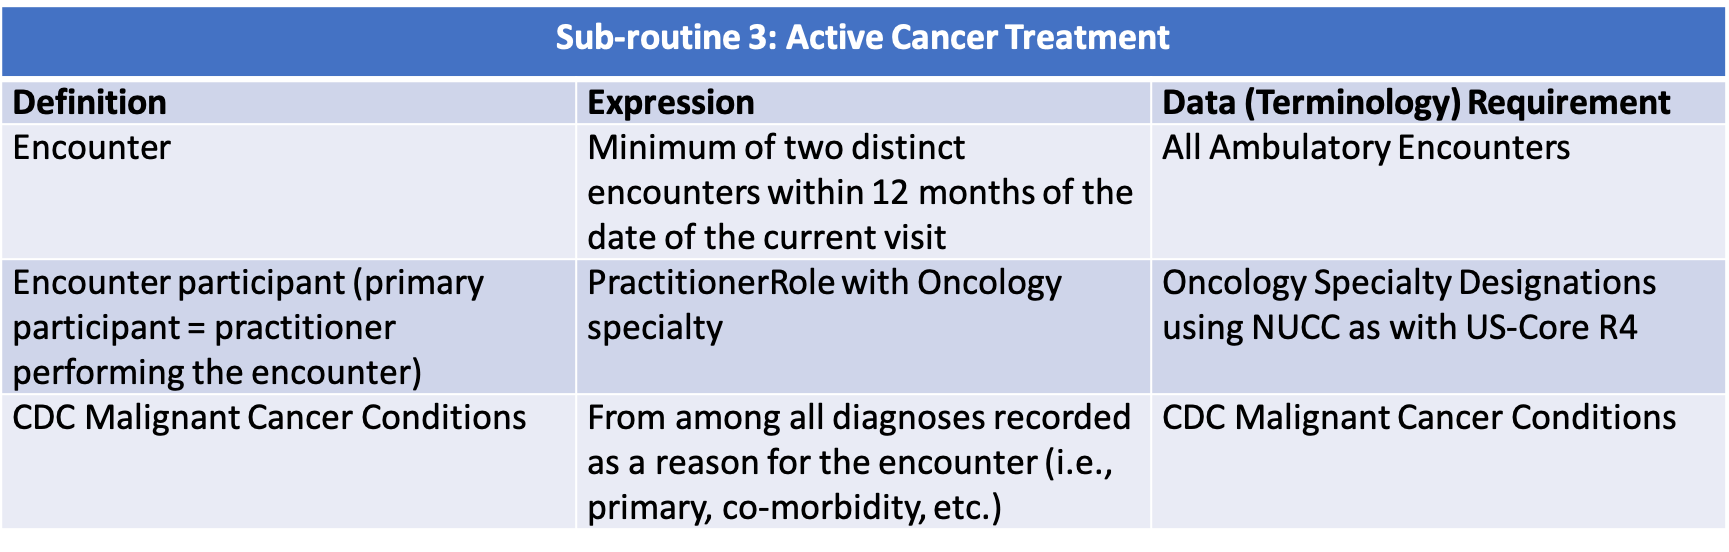 Sub-routine 3: Active Cancer Treatment
Definition
Expression
Data (Terminology) Requirement
Encounter
Minimum of two distinct
encounters within 12 months of the
date of the current visit
All Ambulatory Encounters
Encounter participant (primary
participant = practitioner
performing the encounter)
PractitionerRole with Oncology
specialty
Oncology Specialty Designations
using NUCC as with US-Core R4
CDC Malignant Cancer Conditions
From among all diagnoses recorded
as a reason for the encounter (i.e.,
primary, co-morbidity, etc.)
CDC Malignant Cancer Conditions